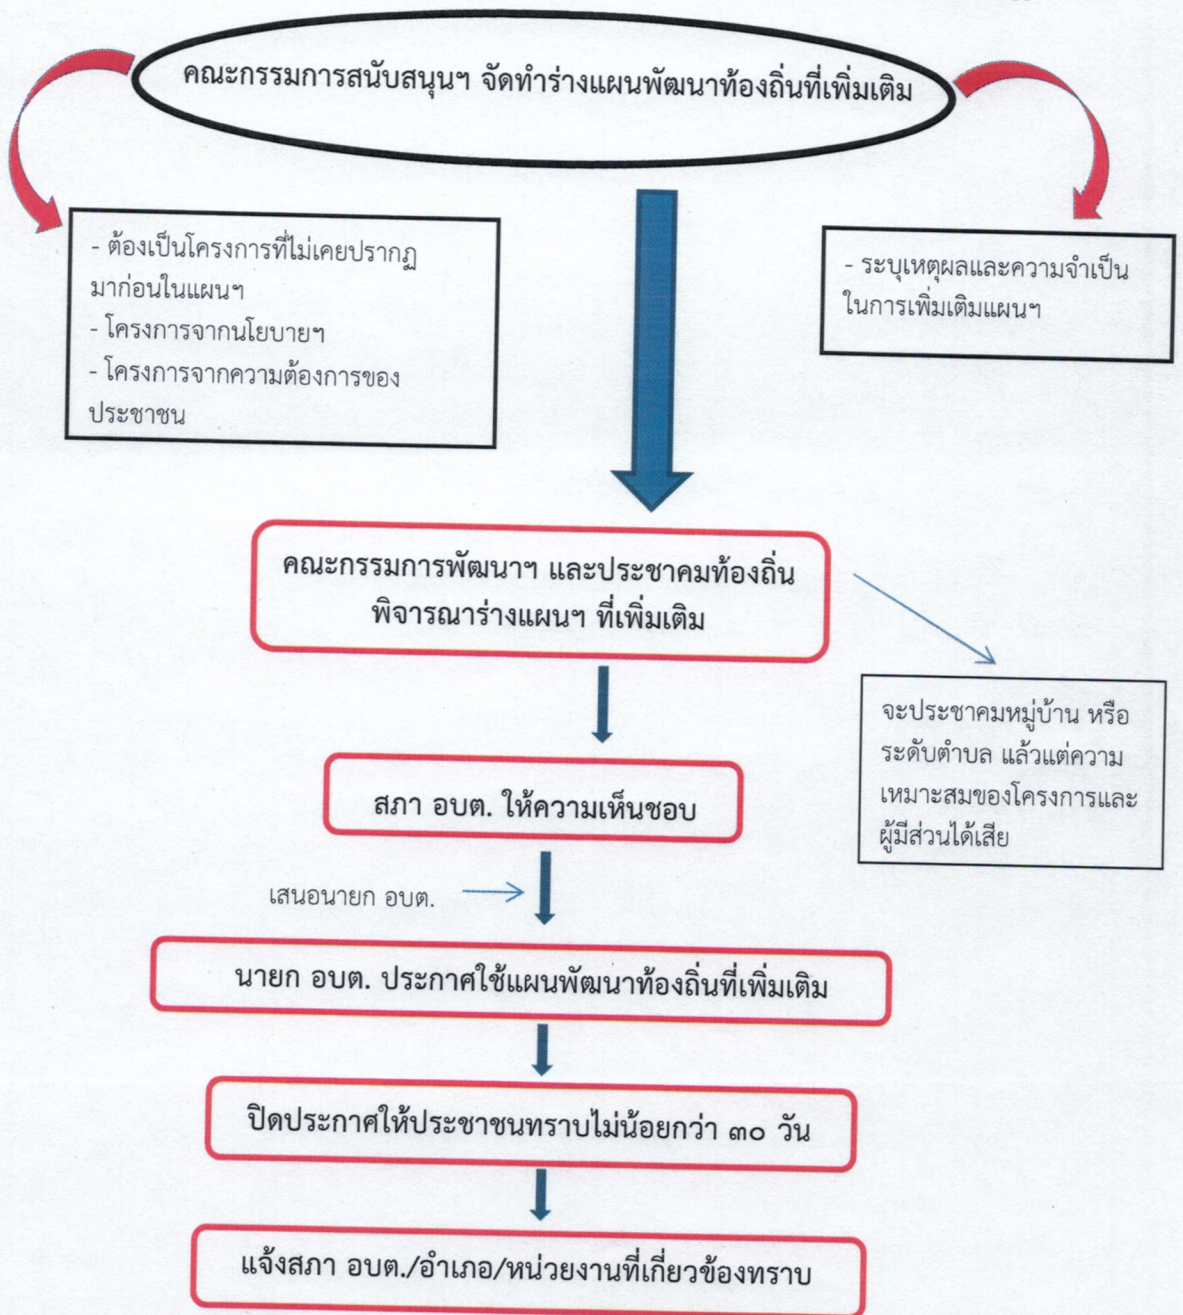 คณะกรรมการสนับสนุนฯ จัดทำร่างแผนพัฒนาท้องถิ่นที่เพิ่มเติม
- ต้องเป็นโครงการที่ไม่เคยปรากฏ
มาก่อนในแผนฯ
- โครงการจากนโยบายฯ
- โครงการจากความต้องการของ
ประชาชน
- ระบุเหตุผลและความจำเป็น
ในการเพิ่มเติมแผนฯ
คณะกรรมการพัฒนาฯ และประชาคมท้องถิ่น
พิจารณาร่างแผนฯ ที่เพิ่มเติม
จะประชาคมหมู่บ้าน หรือ
ระดับตำบล แล้วแต่ความ
เหมาะสมของโครงการและ
ผู้มีส่วนได้เสีย
สภา อบต. ให้ความเห็นชอบ
เสนอนายก อบต.
นายก อบต. ประกาศใช้แผนพัฒนาท้องถิ่นที่เพิ่มเติม
ปิดประกาศให้ประชาชนทราบไม่น้อยกว่า ๓๐ วัน
แจ้งสภา อบต./อำเภอ/หน่วยงานที่เกี่ยวข้องทราบ